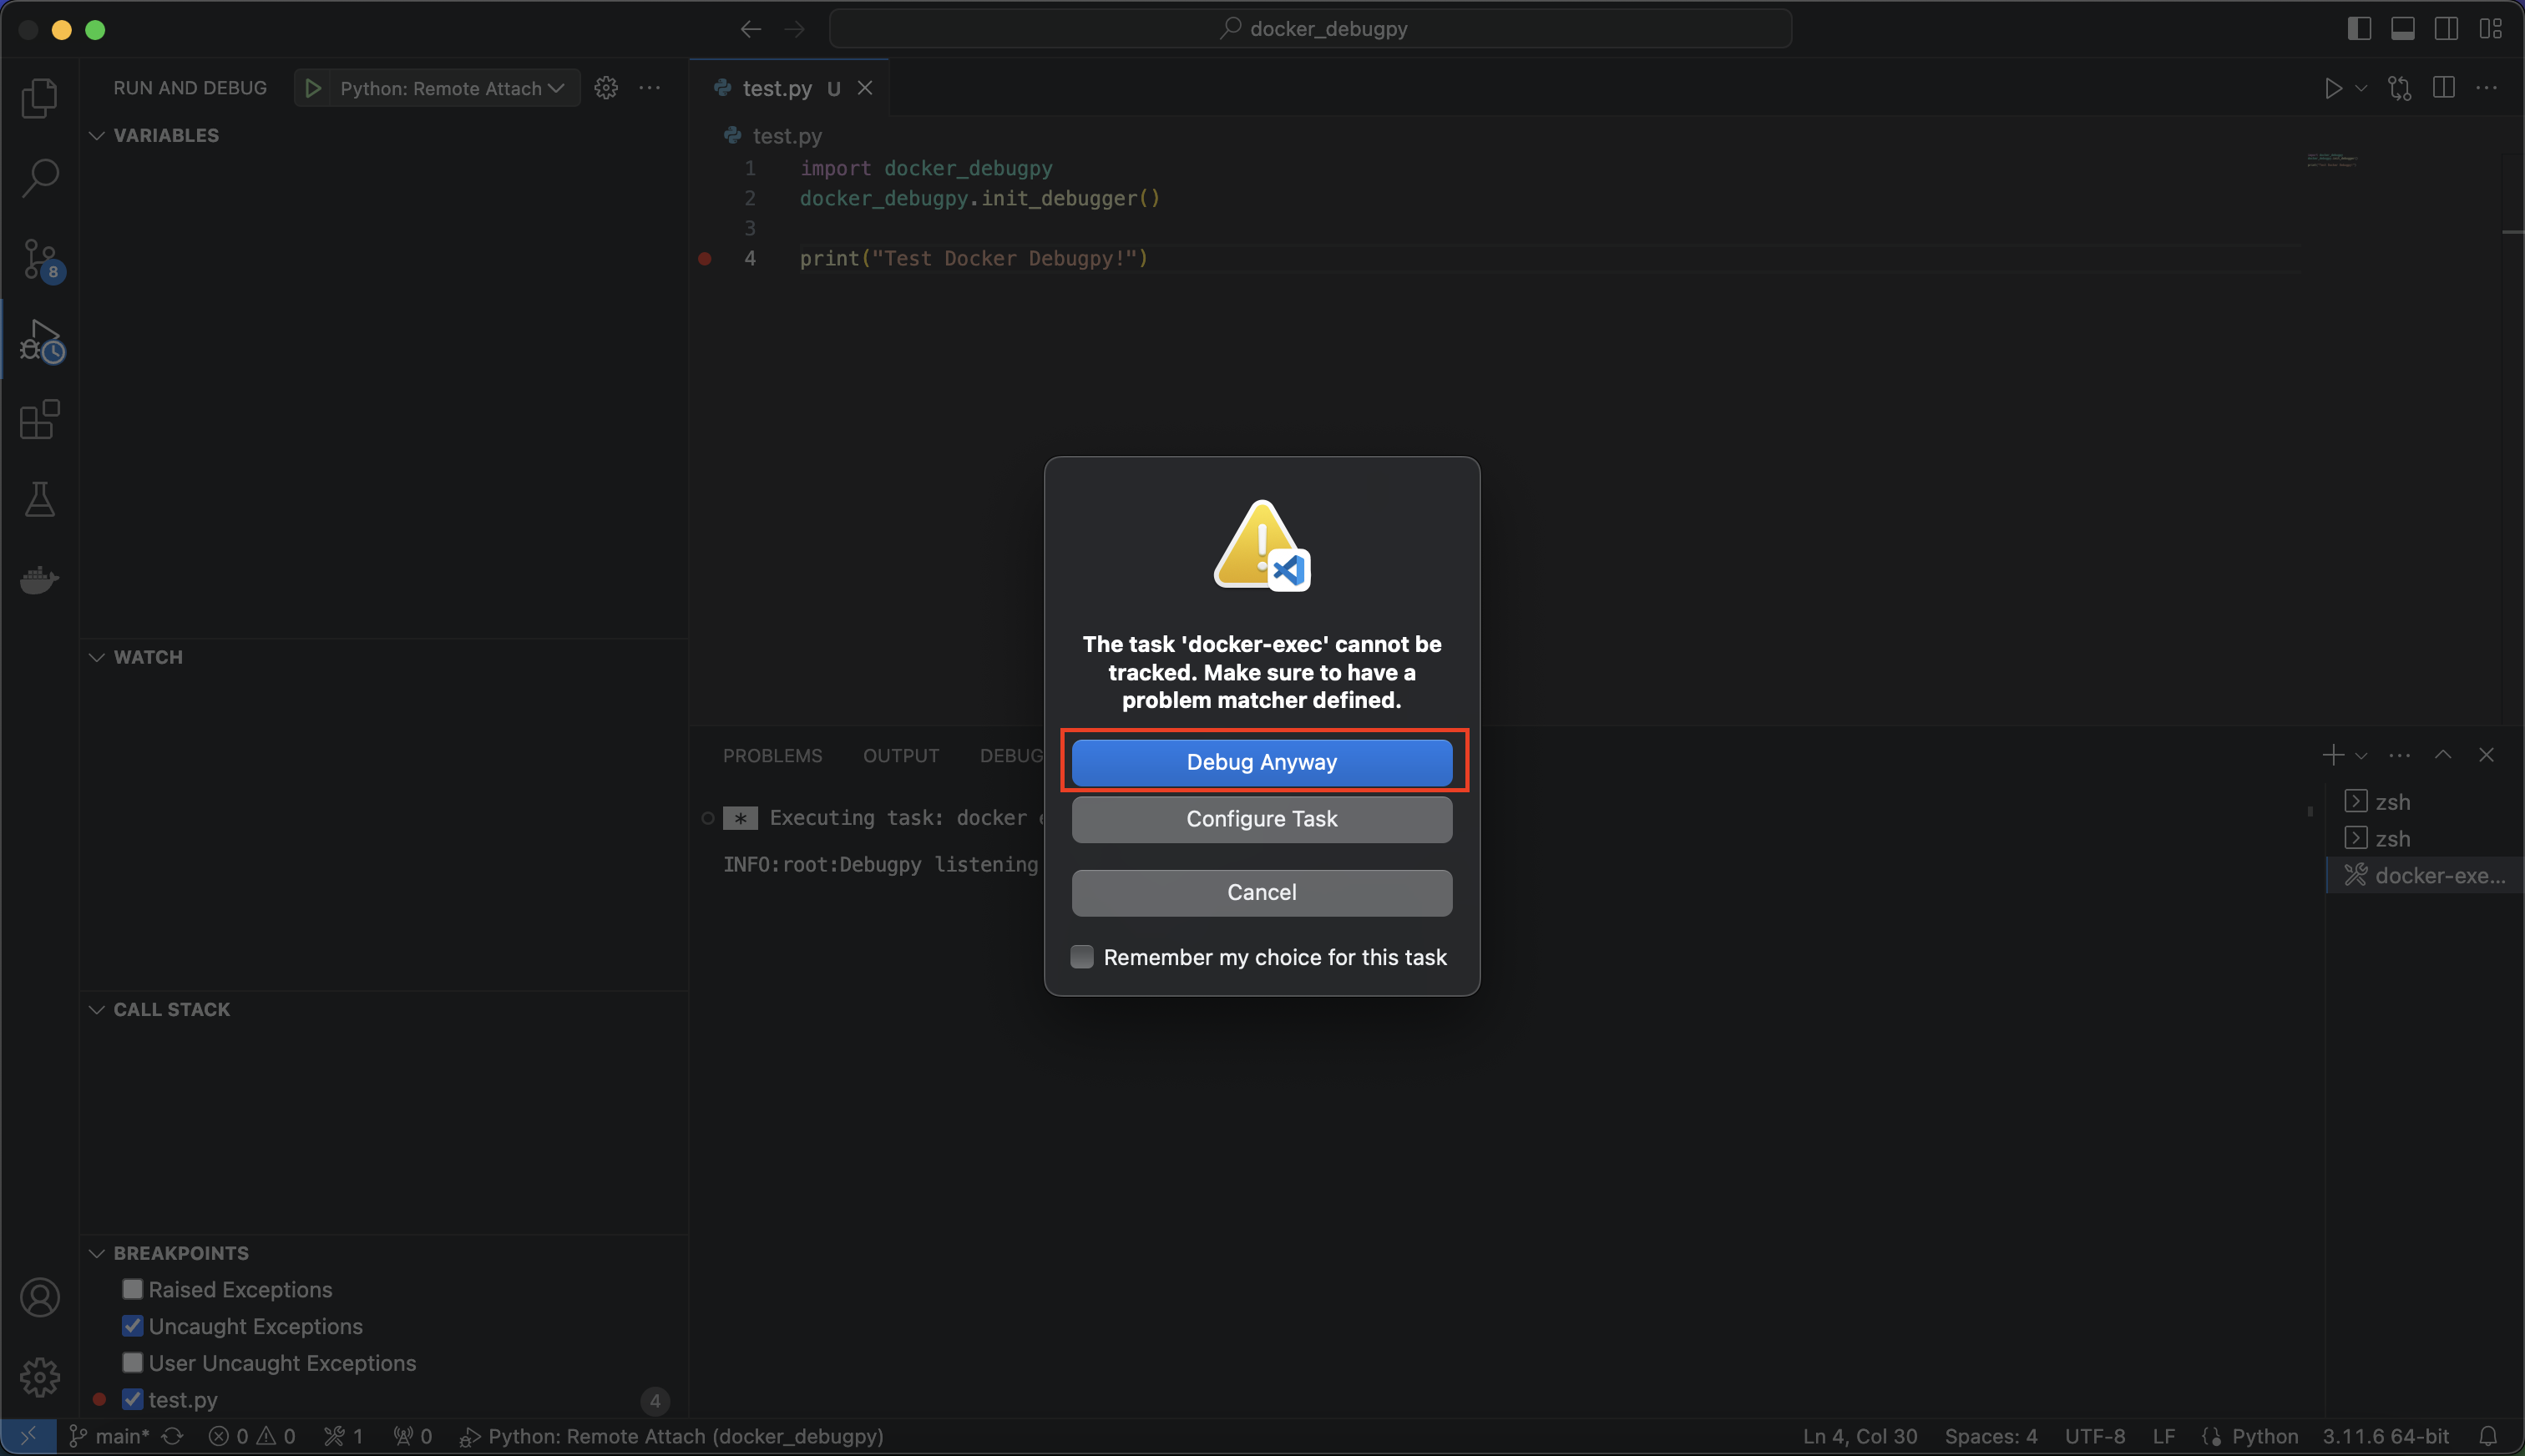 docker_debugpy
RUN AND DEBUG
Python: Remote Attach
test.py U
VARIABLES
test.py
1 import docker_debugpy
2 docker_debugpy.init_debugger()
3
4 print("Test Docker Debugpy!")
8
The task 'docker-exec' cannot be
tracked. Make sure to have a
problem matcher defined.
Debug Anyway
Configure Task
Cancel
Remember my choice for this task
WATCH
PROBLEMS OUTPUT DEBUG
* Executing task: docker
INFO:root:Debugpy listening
zsh
zsh
docker-exe...
CALL STACK
BREAKPOINTS
Raised Exceptions
Uncaught Exceptions
User Uncaught Exceptions
test.py 4
main* 0 0 1 0 Python: Remote Attach (docker_debugpy) Ln 4, Col 30 Spaces: 4 UTF-8 LF Python 3.11.6 64-bit